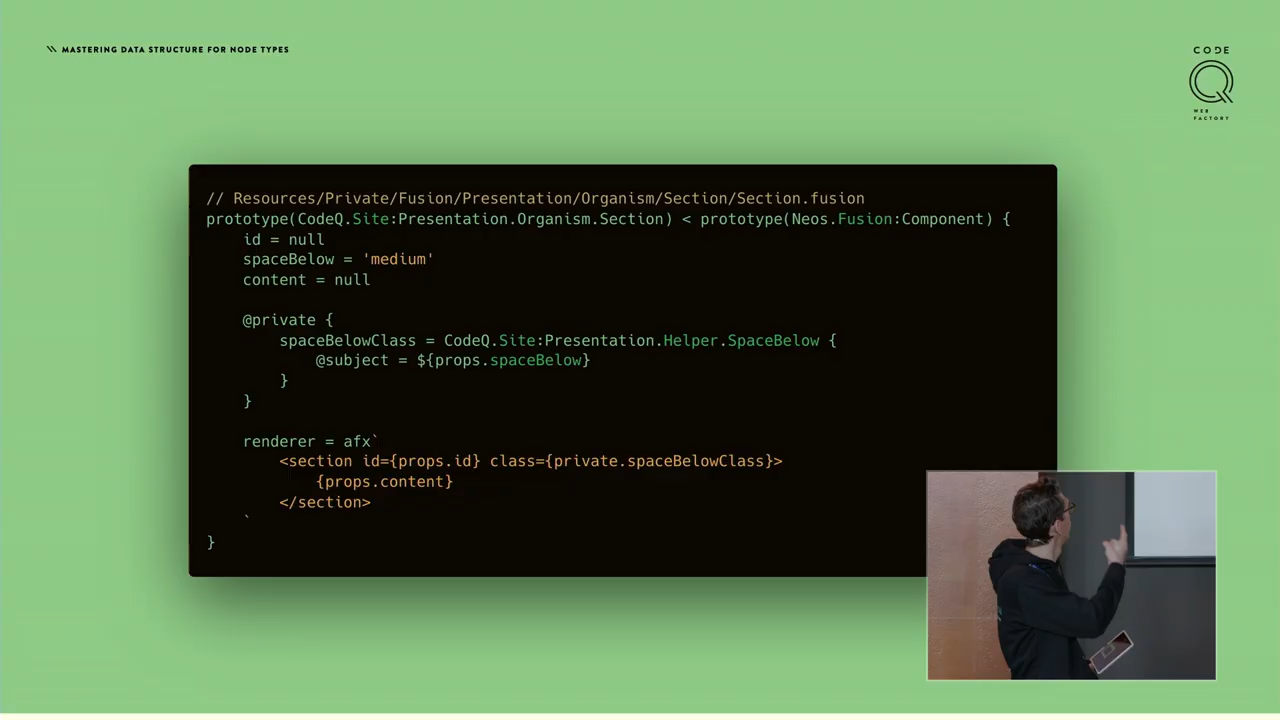 \\ MASTERING DATA STRUCTURE FOR NODE TYPES
CODE
Q
WEB
FACTORY
// Resources/Private/Fusion/Presentation/Organism/Section/Section.fusion
prototype(CodeQ.Site:Presentation.Organism.Section) < prototype(Neos.Fusion:Component) {
    id = null
    spaceBelow = 'medium'
    content = null

    @private {
        spaceBelowClass = CodeQ.Site:Presentation.Helper.SpaceBelow {
            @subject = ${props.spaceBelow}
        }
    }

    renderer = afx`
        <section id={props.id} class={private.spaceBelowClass}>
            {props.content}
        </section>
    `
}